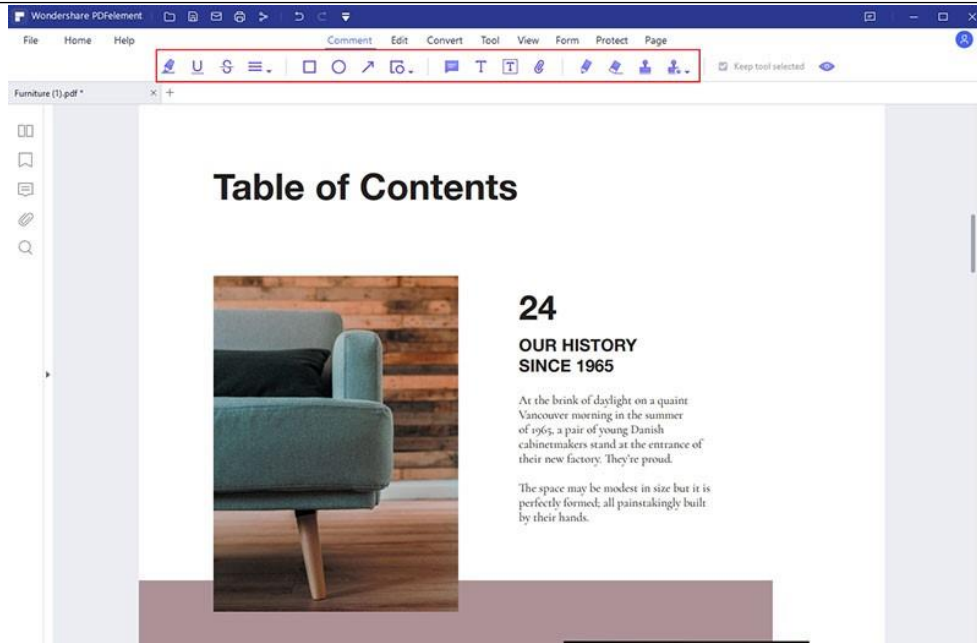 Wondershare PDFelement
File Home Help Comment Edit Convert Tool View Form Protect Page
U S T T Keep tool selected
Furniture (1).pdf * × +
Table of Contents
24
OUR HISTORY
SINCE 1965
At the brink of daylight on a quaint
Vancouver morning in the summer
of 1965, a pair of young Danish
cabinetmakers stand at the entrance of
their new factory. They're proud.
The space may be modest in size but it is
perfectly formed; all painstakingly built
by their hands.